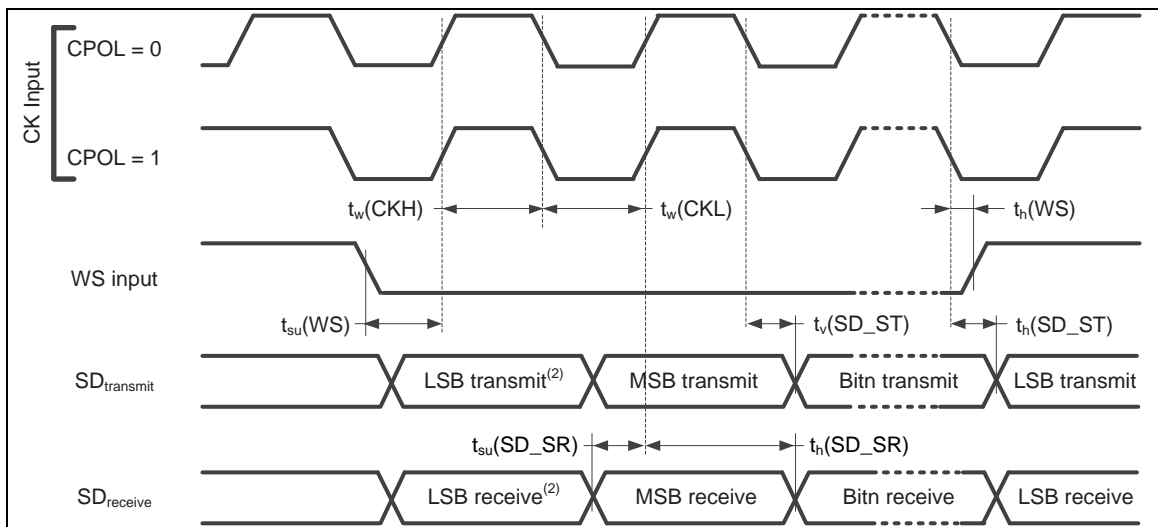 CK Input
CPOL = 0
CPOL = 1
tw(CKH)
tw(CKL)
th(WS)
WS input
tsu(WS)
tv(SD_ST)
th(SD_ST)
SDtransmit
LSB transmit(2)
MSB transmit
Bitn transmit
LSB transmit
tsu(SD_SR)
th(SD_SR)
SDreceive
LSB receive(2)
MSB receive
Bitn receive
LSB receive